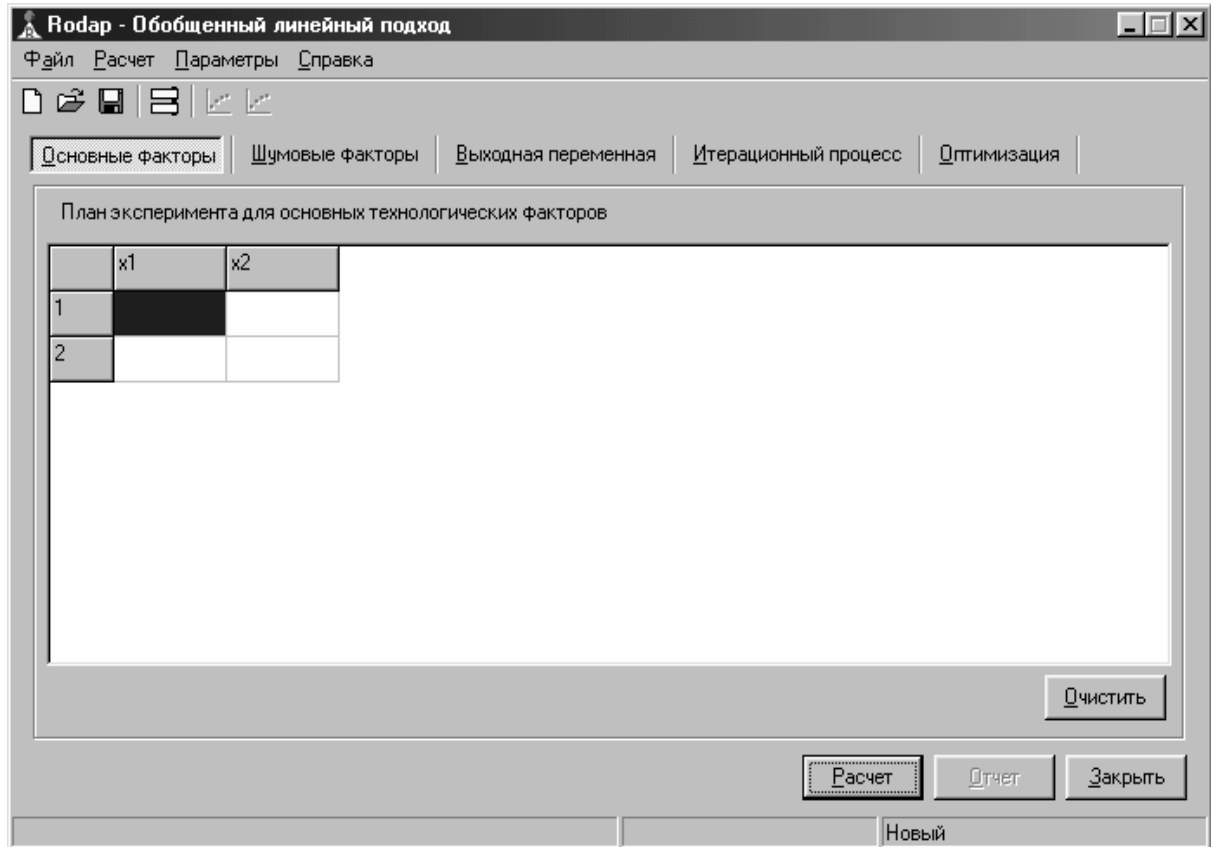 Rodap - Обобщенный линейный подход
Файл Расчет Параметры Справка
Основные факторы Шумовые факторы Выходная переменная Итерационный процесс Оптимизация
План эксперимента для основных технологических факторов
x1 x2
1
2
Очистить
Расчет Отчет Закрыть
Новый